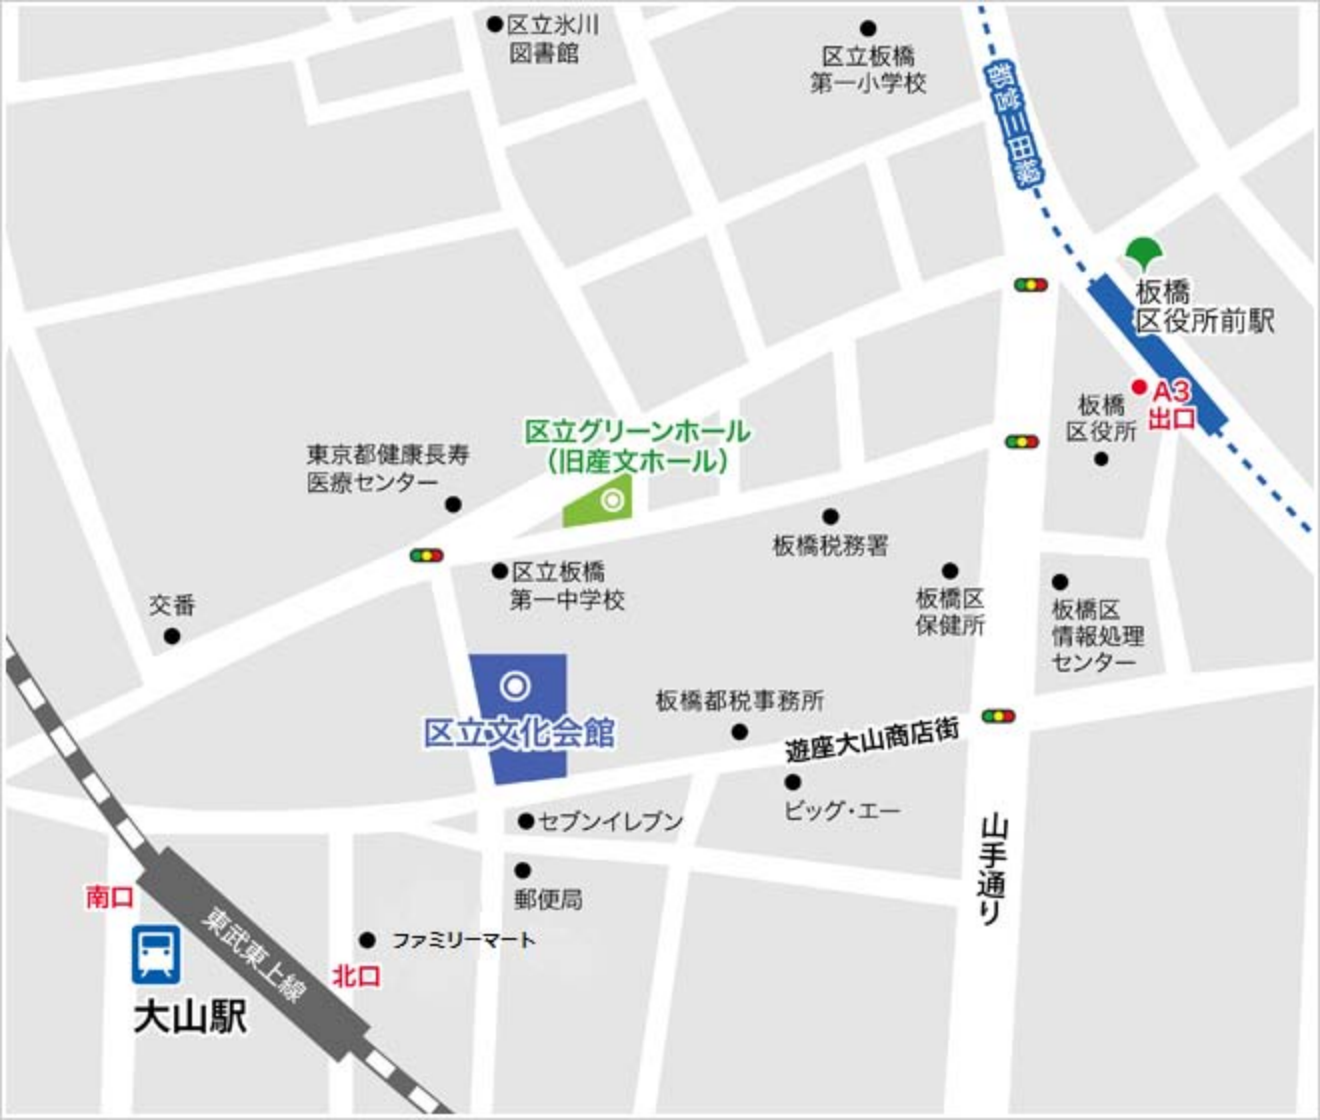 区立氷川
図書館
区立板橋
第一小学校
都営三田線
板橋
区役所前駅
A3
出口
板橋
区役所
区立グリーンホール
（旧産文ホール）
東京都健康長寿
医療センター
板橋税務署
区立板橋
第一中学校
板橋区
保健所
板橋区
情報処理
センター
交番
区立文化会館
板橋都税事務所
遊座大山商店街
ビッグ・エー
セブンイレブン
山手通り
郵便局
南口
東武東上線
ファミリーマート
北口
大山駅